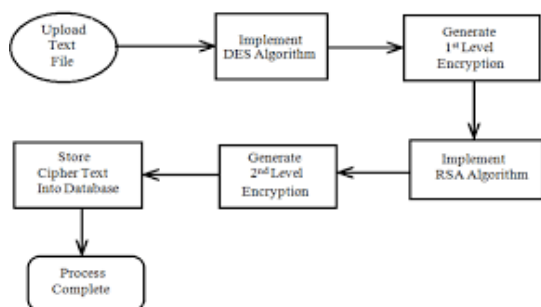 Upload
Text
File
Implement
DES Algorithm
Generate
1st Level
Encryption
Implement
RSA Algorithm
Generate
2nd Level
Encryption
Store
Cipher Text
Into Database
Process
Complete